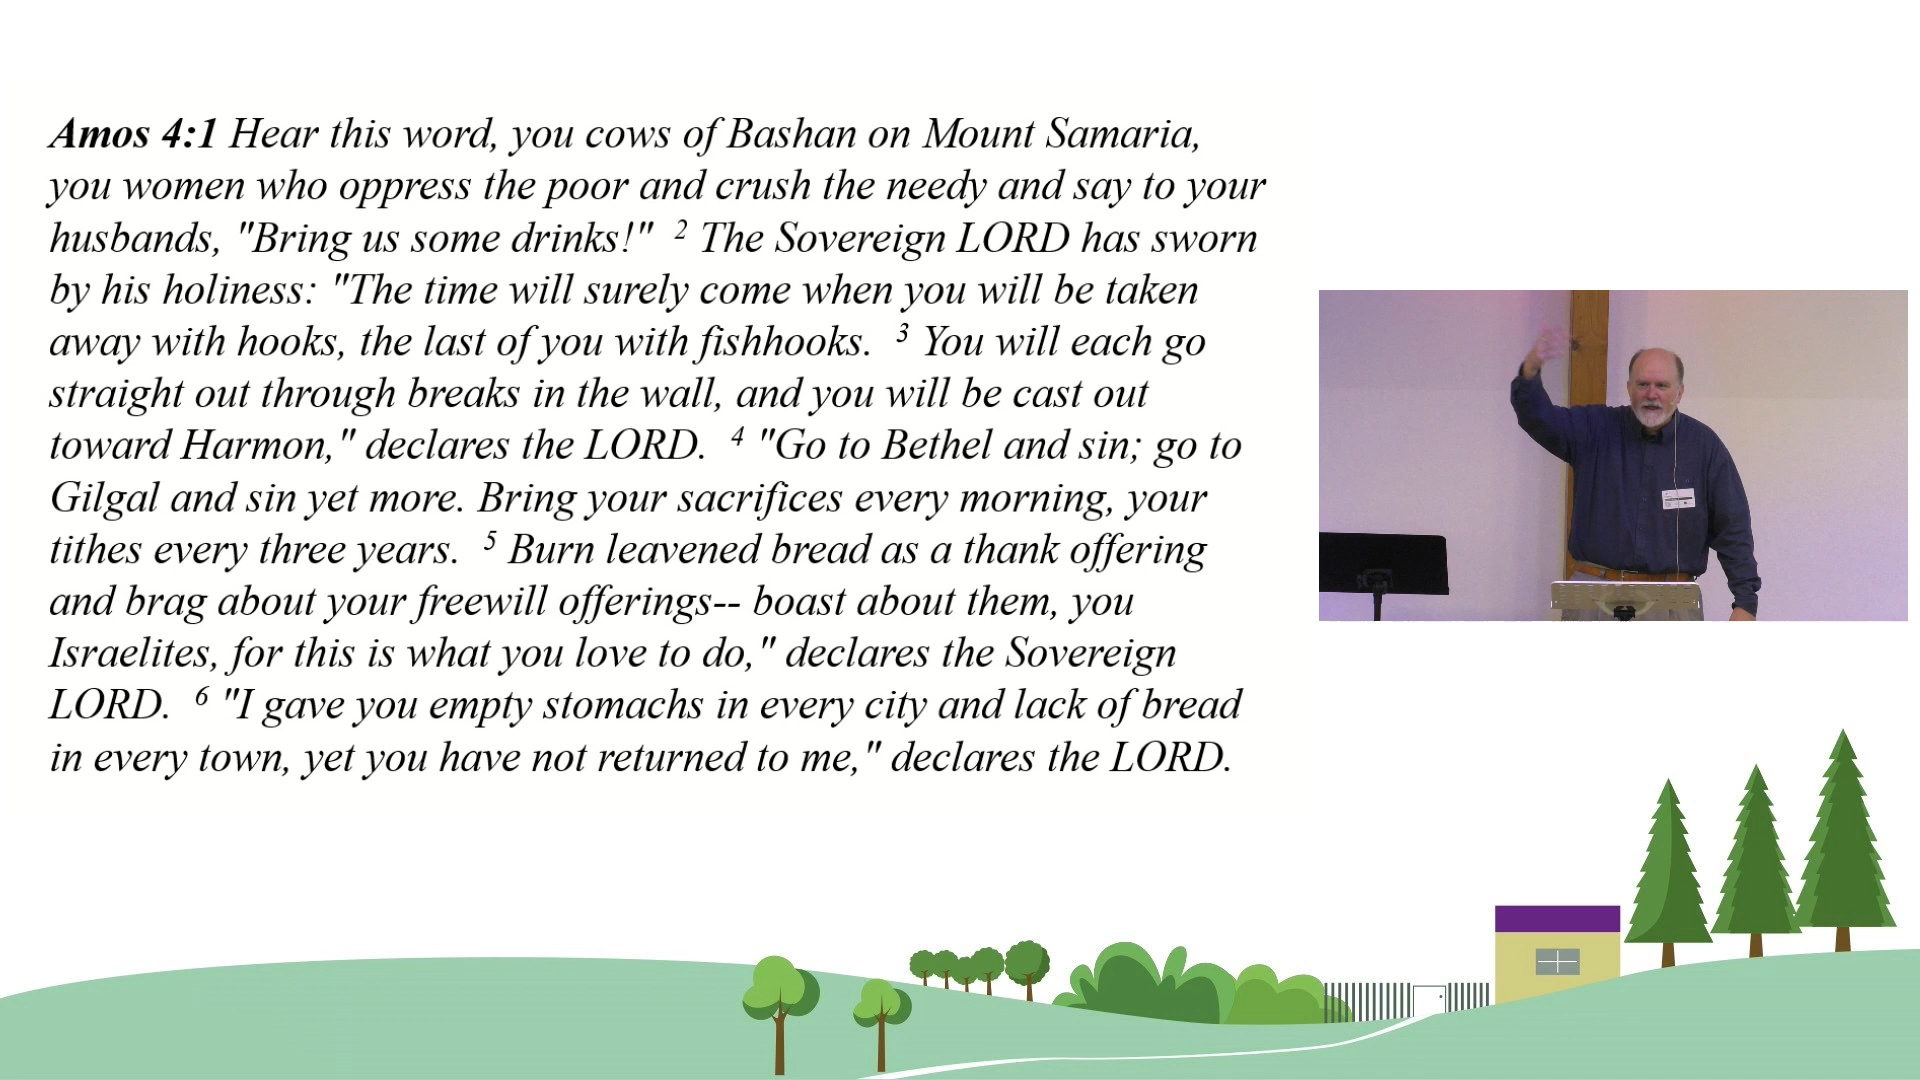 Amos 4:1 Hear this word, you cows of Bashan on Mount Samaria,
you women who oppress the poor and crush the needy and say to your
husbands, "Bring us some drinks!" 2 The Sovereign LORD has sworn
by his holiness: "The time will surely come when you will be taken
away with hooks, the last of you with fishhooks. 3 You will each go
straight out through breaks in the wall, and you will be cast out
toward Harmon," declares the LORD. 4 "Go to Bethel and sin; go to
Gilgal and sin yet more. Bring your sacrifices every morning, your
tithes every three years. 5 Burn leavened bread as a thank offering
and brag about your freewill offerings-- boast about them, you
Israelites, for this is what you love to do," declares the Sovereign
LORD. 6 "I gave you empty stomachs in every city and lack of bread
in every town, yet you have not returned to me," declares the LORD.